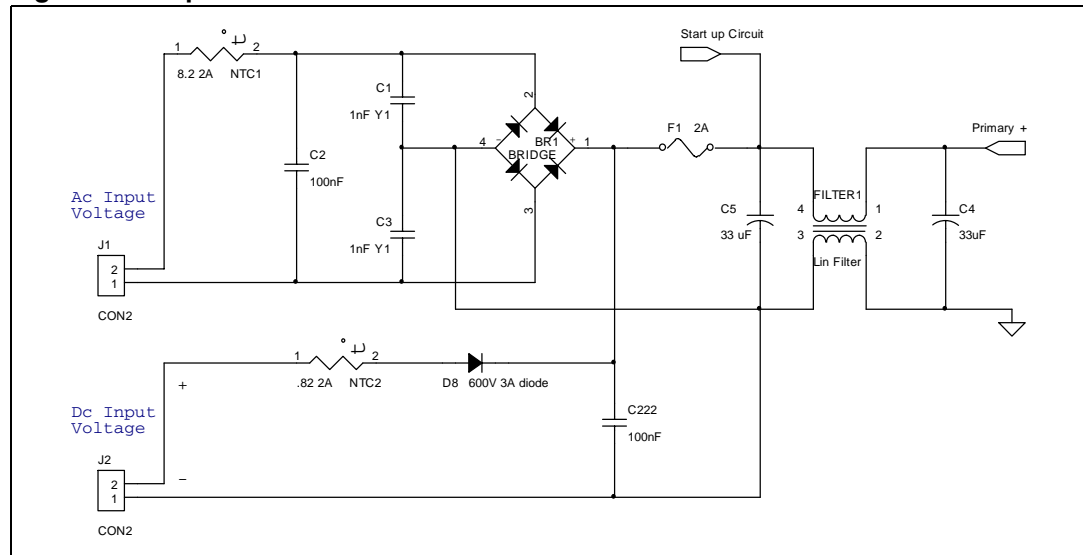 Start up Circuit
1 2
8.2 2A NTC1
C1
1nF Y1
2
F1 2A
Primary +
4 - BR1 + 1
BRIDGE
C2
100nF
3
Ac Input
Voltage
C3
1nF Y1
FILTER1
C5
33 uF
4 1
3 2
C4
33uF
Lin Filter
J1
2
1
CON2
1 2
.82 2A NTC2
D8 600V 3A diode
+
Dc Input
Voltage
C222
100nF
J2
2
1
-
CON2